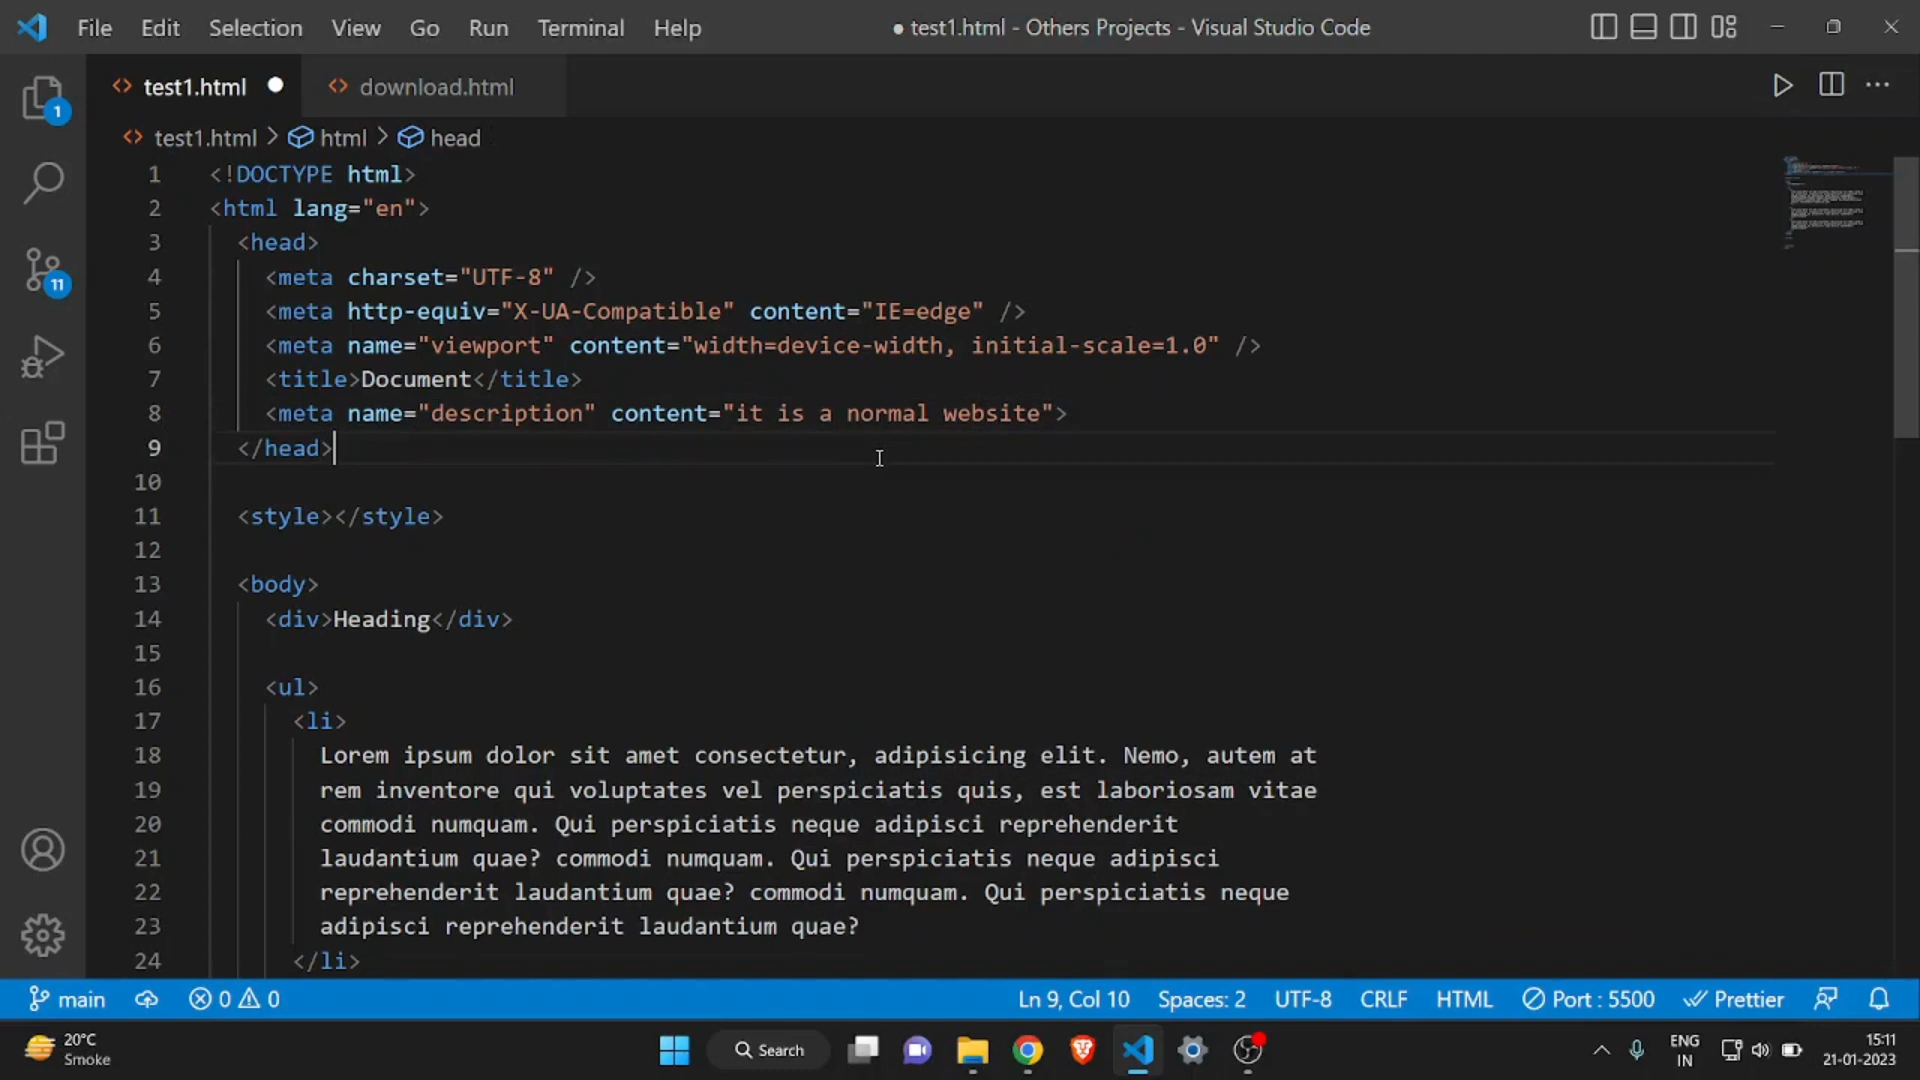 File Edit Selection View Go Run Terminal Help ● test1.html - Others Projects - Visual Studio Code
test1.html download.html
test1.html > html > head
1 <!DOCTYPE html>
2 <html lang="en">
3 <head>
4 <meta charset="UTF-8" />
5 <meta http-equiv="X-UA-Compatible" content="IE=edge" />
6 <meta name="viewport" content="width=device-width, initial-scale=1.0" />
7 <title>Document</title>
8 <meta name="description" content="it is a normal website">
9 </head>
10
11 <style></style>
12
13 <body>
14 <div>Heading</div>
15
16 <ul>
17 <li>
18 Lorem ipsum dolor sit amet consectetur, adipisicing elit. Nemo, autem at
19 rem inventore qui voluptates vel perspiciatis quis, est laboriosam vitae
20 commodi numquam. Qui perspiciatis neque adipisci reprehenderit
21 laudantium quae? commodi numquam. Qui perspiciatis neque adipisci
22 reprehenderit laudantium quae? commodi numquam. Qui perspiciatis neque
23 adipisci reprehenderit laudantium quae?
24 </li>
1
11
main 0 0 Ln 9, Col 10 Spaces: 2 UTF-8 CRLF HTML Port : 5500 Prettier
20°C
Smoke
Search
ENG
IN
15:11
21-01-2023